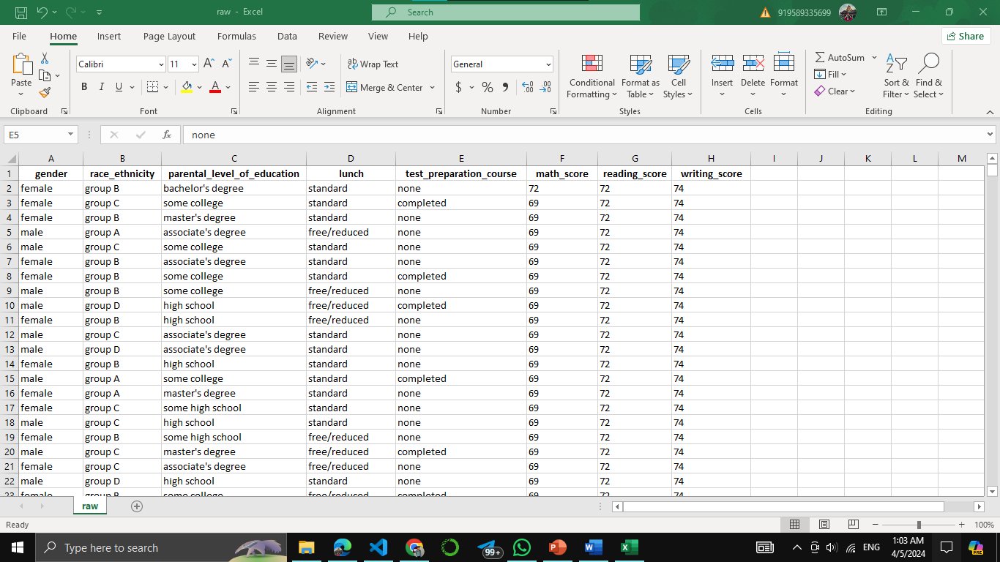 raw - Excel
Search
919589335699
File Home Insert Page Layout Formulas Data Review View Help
Share
Paste
Calibri 11
B I U
A
Wrap Text
Merge & Center
General
$ %
Conditional Formatting
Format as Table
Cell Styles
Insert
Delete
Format
AutoSum
Fill
Clear
Sort & Filter
Find & Select
Clipboard Font Alignment Number Styles Cells Editing
E5 fx none
A B C D E F G H I J K L M
1 gender race_ethnicity parental_level_of_education lunch test_preparation_course math_score reading_score writing_score
2 female group B bachelor's degree standard none 72 72 74
3 female group C some college standard completed 69 72 74
4 female group B master's degree standard none 69 72 74
5 male group A associate's degree free/reduced none 69 72 74
6 male group C some college standard none 69 72 74
7 female group B associate's degree standard none 69 72 74
8 female group B some college standard completed 69 72 74
9 male group B some college free/reduced none 69 72 74
10 male group D high school free/reduced completed 69 72 74
11 female group B high school free/reduced none 69 72 74
12 male group C associate's degree standard none 69 72 74
13 male group D associate's degree standard none 69 72 74
14 female group B high school standard none 69 72 74
15 male group A some college standard completed 69 72 74
16 female group A master's degree standard none 69 72 74
17 female group C some high school standard none 69 72 74
18 male group C high school standard none 69 72 74
19 female group B some high school free/reduced none 69 72 74
20 male group C master's degree free/reduced completed 69 72 74
21 female group C associate's degree free/reduced none 69 72 74
22 male group D high school standard none 69 72 74
23 female group B some college free/reduced completed 69 72 74
raw
Ready
100%
Type here to search
99+
ENG
1:03 AM
4/5/2024